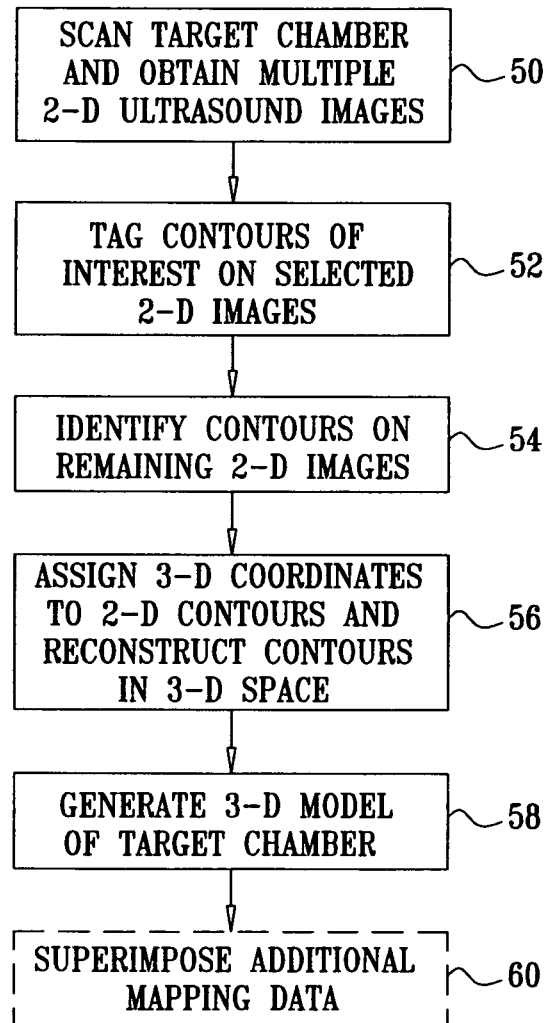 SCAN TARGET CHAMBER
AND OBTAIN MULTIPLE
2-D ULTRASOUND IMAGES
50
TAG CONTOURS OF
INTEREST ON SELECTED
2-D IMAGES
52
IDENTIFY CONTOURS ON
REMAINING 2-D IMAGES
54
ASSIGN 3-D COORDINATES
TO 2-D CONTOURS AND
RECONSTRUCT CONTOURS
IN 3-D SPACE
56
GENERATE 3-D MODEL
OF TARGET CHAMBER
58
SUPERIMPOSE ADDITIONAL
MAPPING DATA
60